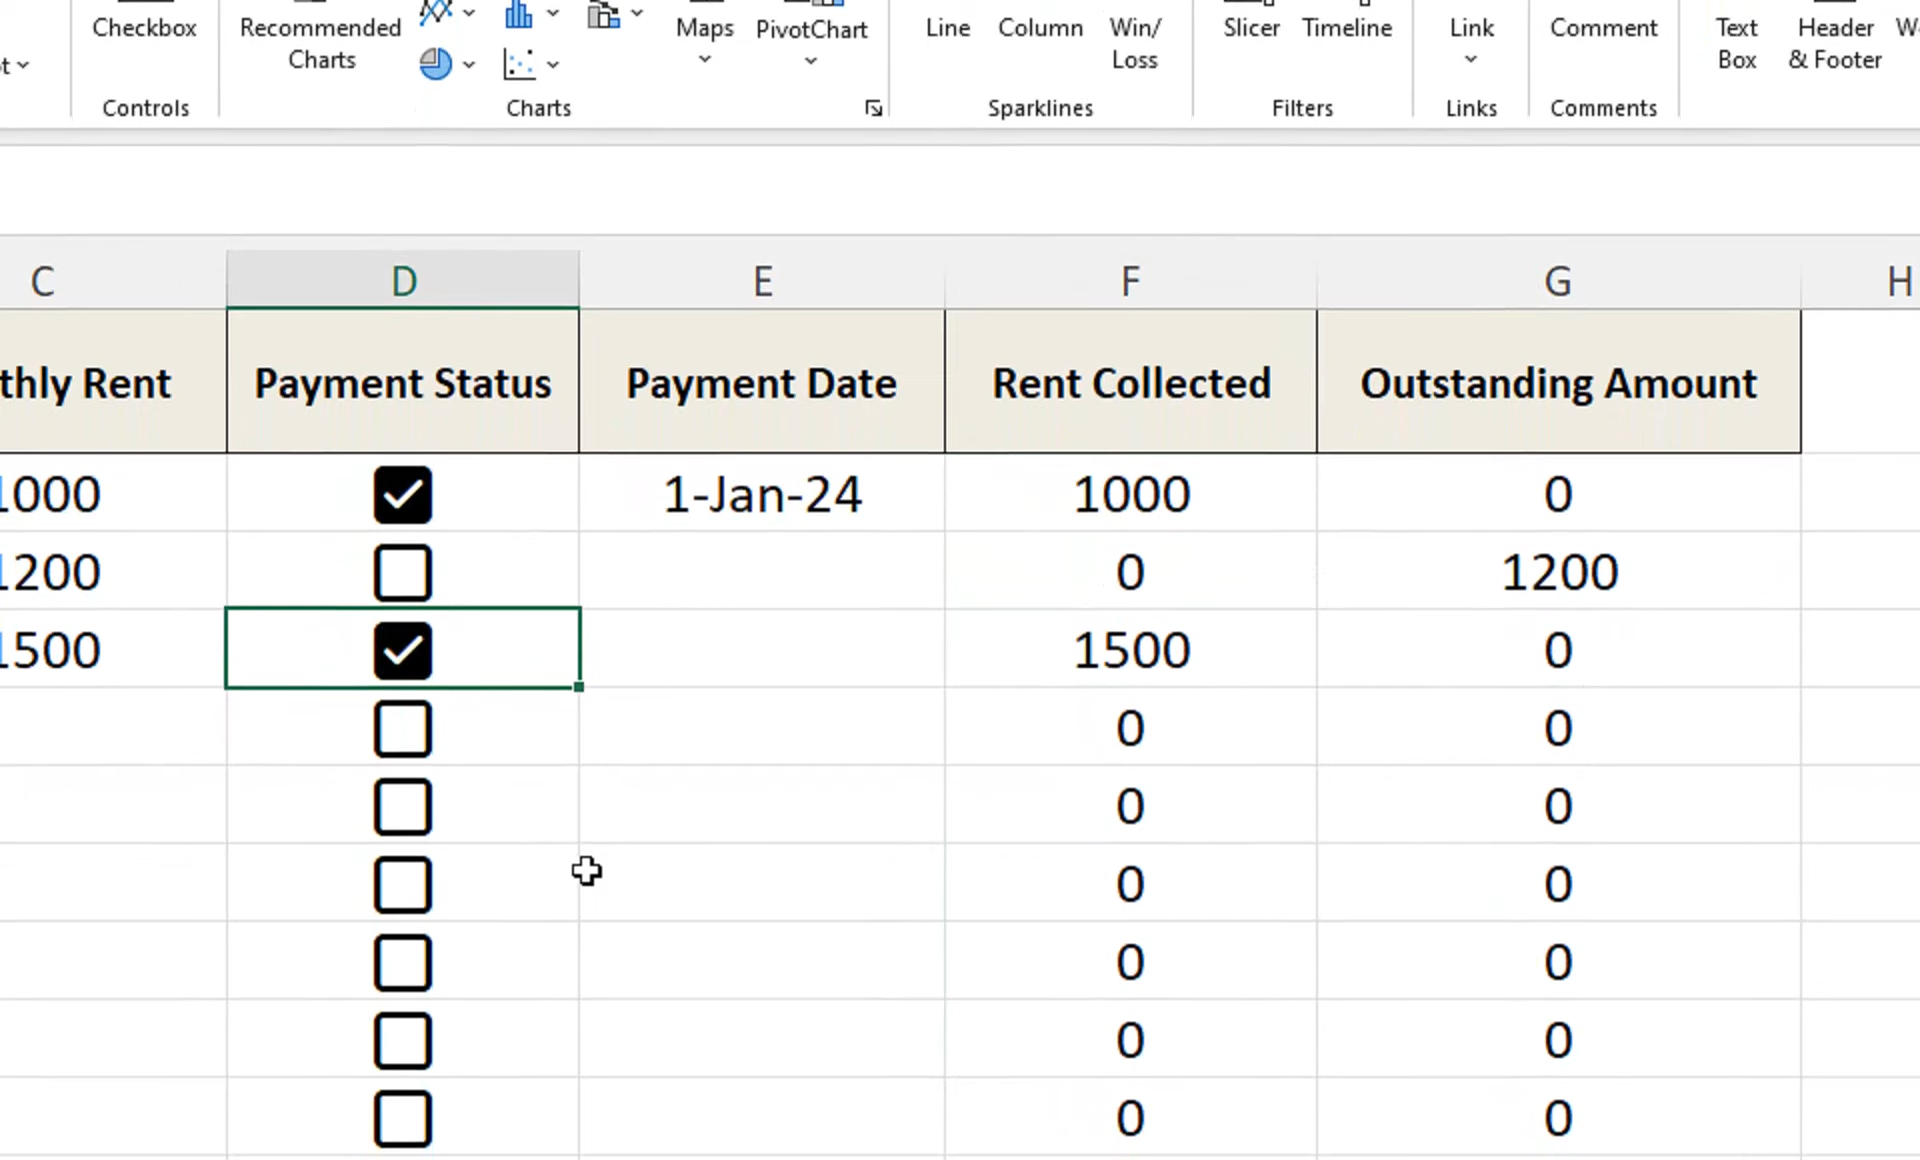 Checkbox Recommended Charts Maps PivotChart Line Column Win/ Loss Slicer Timeline Link Comment Text Box Header & Footer
Controls Charts Sparklines Filters Links Comments
C D E F G H
thly Rent Payment Status Payment Date Rent Collected Outstanding Amount
1000 1-Jan-24 1000 0
1200 0 1200
1500 1500 0
0 0
0 0
0 0
0 0
0 0
0 0